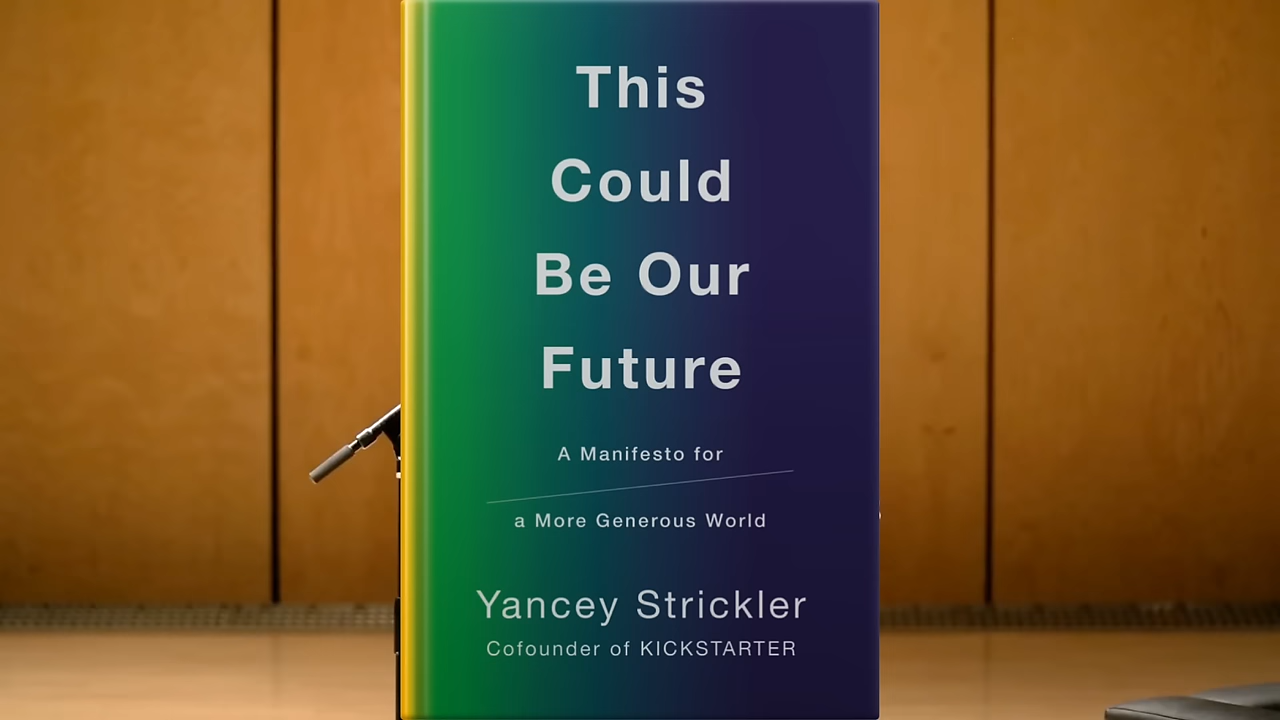 This
Could
Be Our
Future
A Manifesto for
a More Generous World
Yancey Strickler
Cofounder of KICKSTARTER